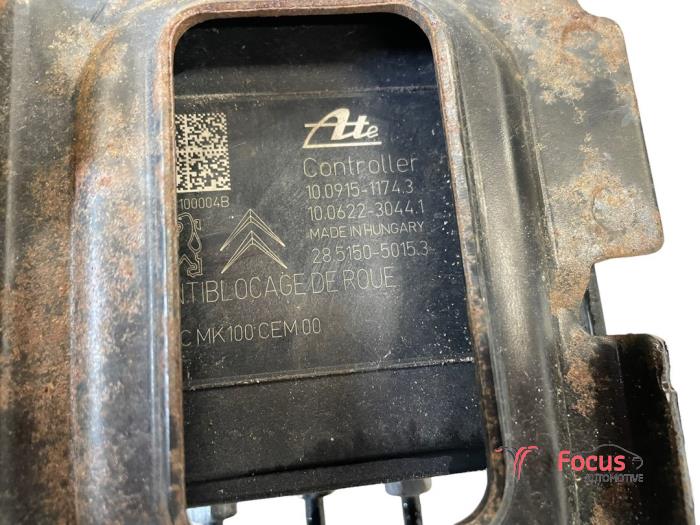 Ate
Controller
10.0915-1174.3
100004B
10.0622-3044.1
MADE IN HUNGARY
28.5150-5015.3
NTIBLOCAGE DE ROUE
C MK100 CEM 00
Focus
AUTOMOTIVE